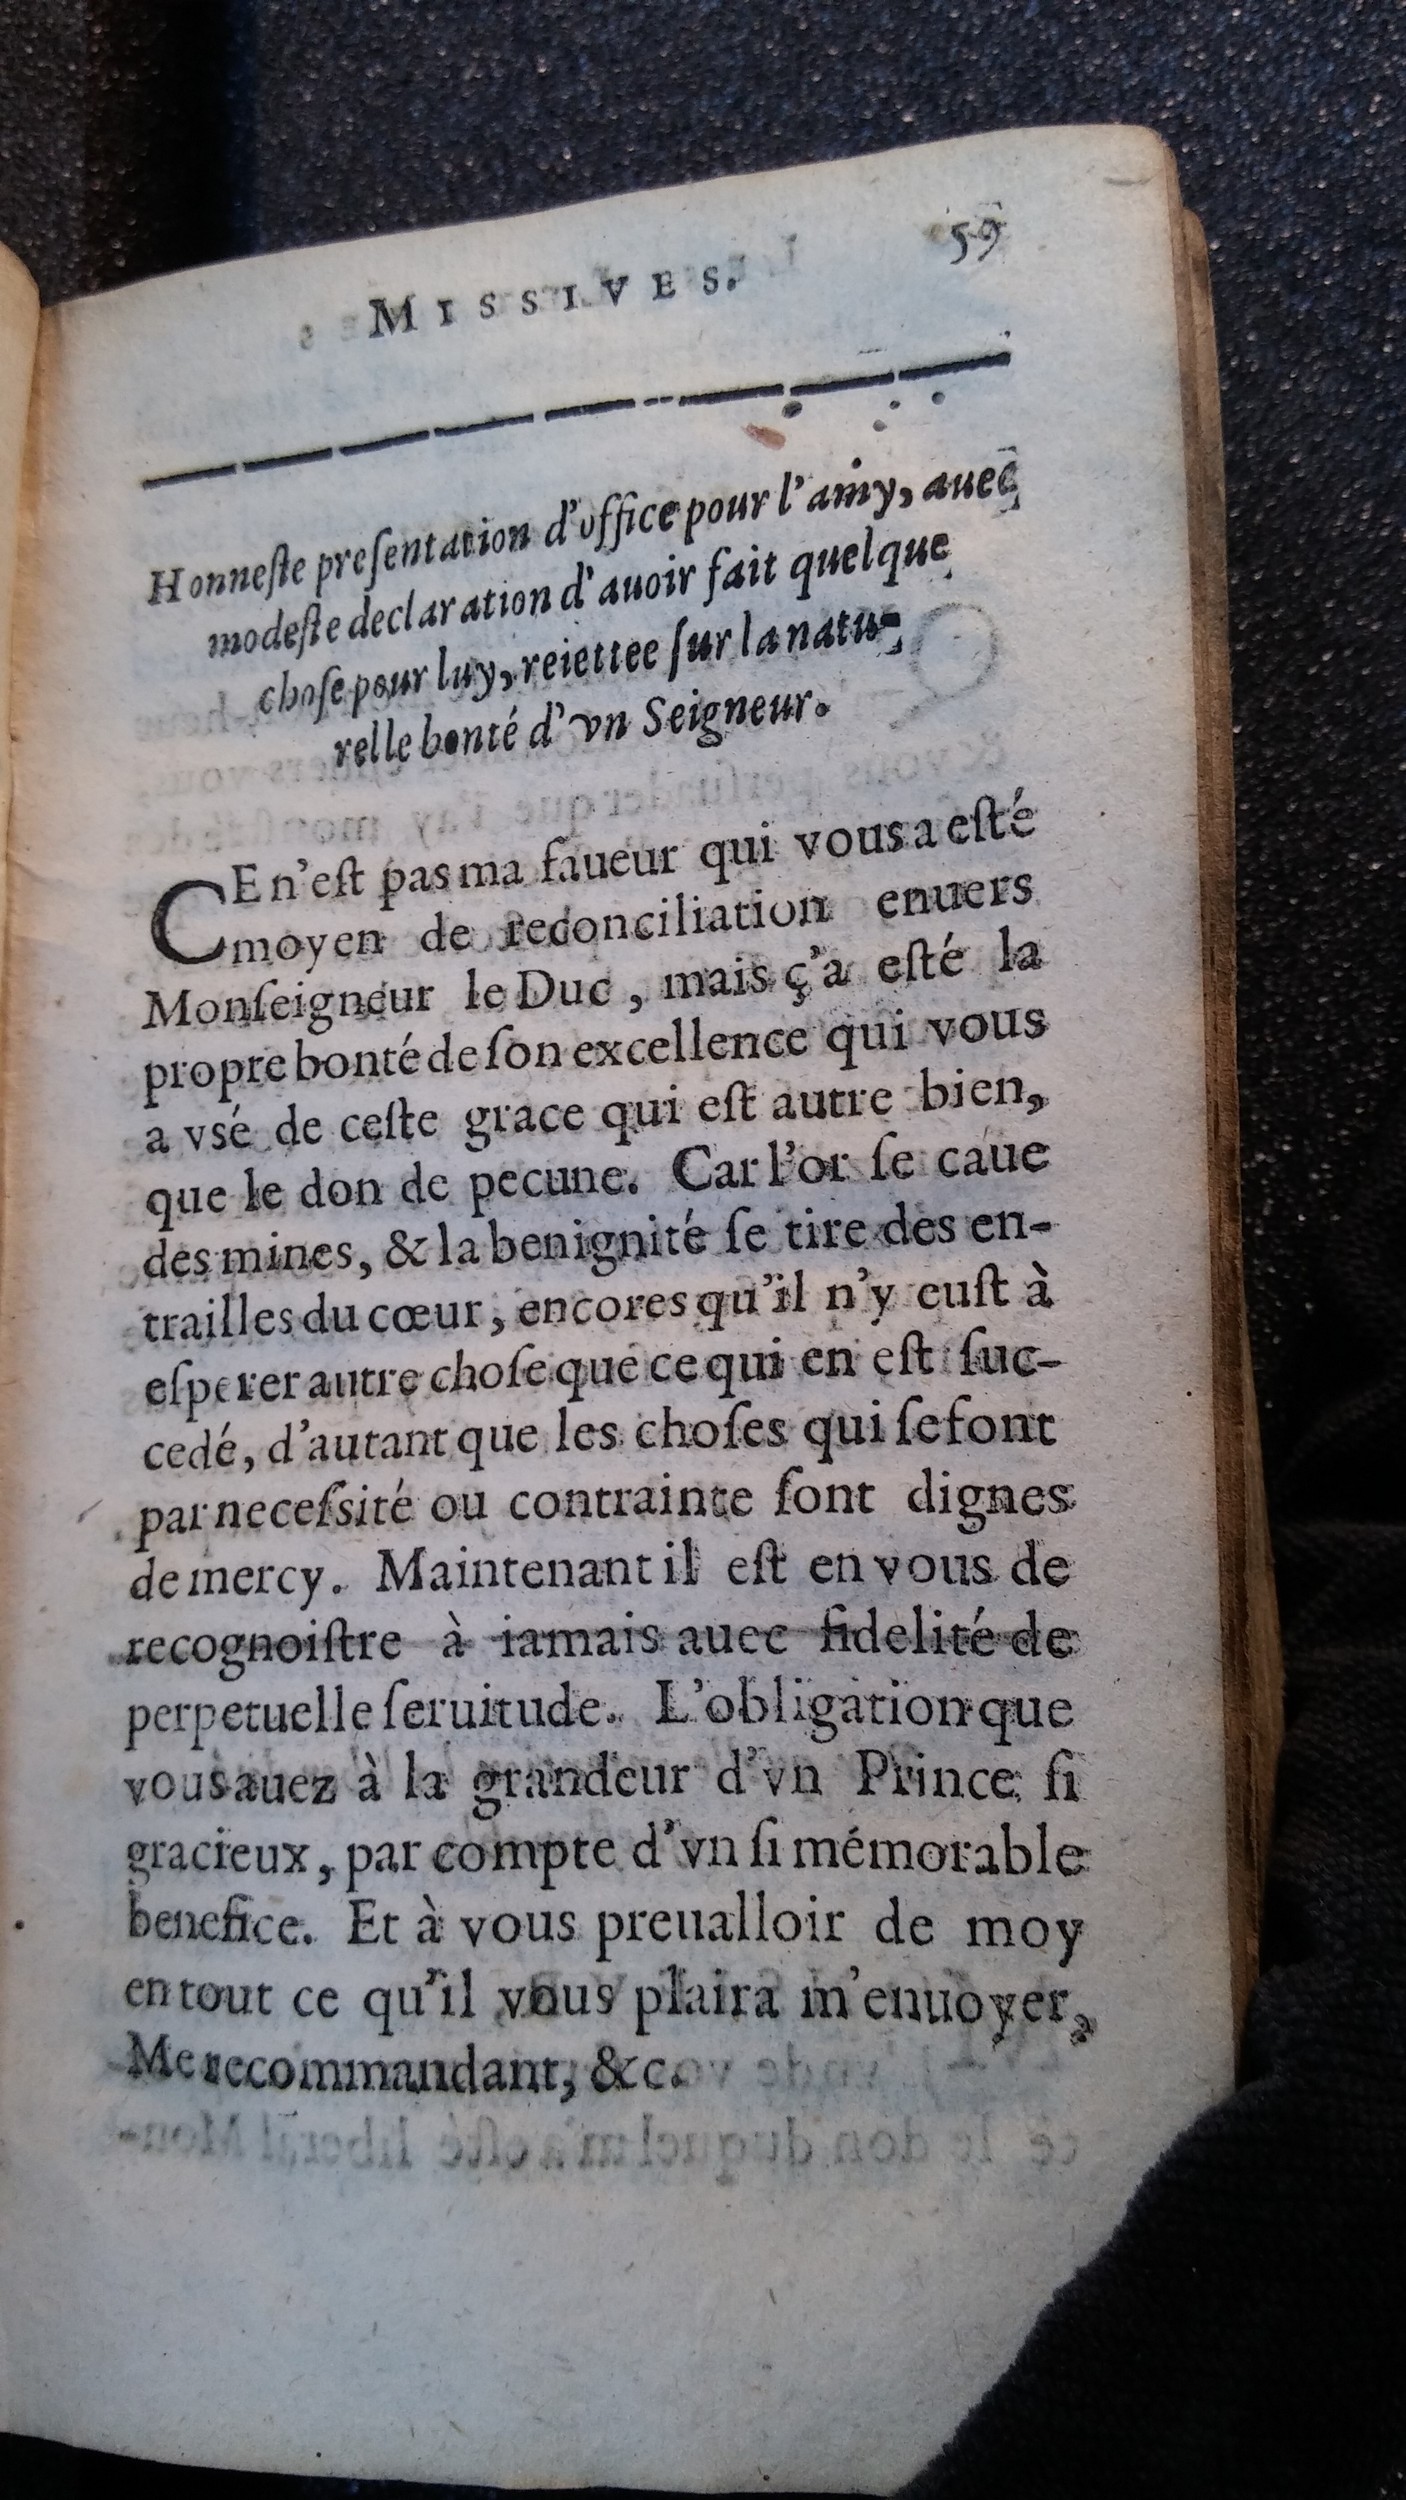 59
MISSIVES.
Honneſte preſentation d'office pour l'amy, auec
modeſte declaration d'auoir fait quelque
choſe pour luy, reiettee ſur la natu-
relle bonté d'vn Seigneur.
CE n'eſt pas ma faueur qui vous a eſté
moyen de reconciliation enuers
Monſeigneur le Duc, mais ç'a eſté la
propre bonté de ſon excellence qui vous
a vsé de ceſte grace qui eſt autre bien,
que le don de pecune. Car l'or ſe caue
des mines, & la benignité ſe tire des en-
trailles du cœur, encores qu'il n'y euſt à
eſperer autre choſe que ce qui en eſt ſuc-
cedé, d'autant que les choſes qui ſe font
par neceſsité ou contrainte ſont dignes
de mercy. Maintenant il eſt en vous de
recognoiſtre à iamais auec fidelité de
perpetuelle ſeruitude. L'obligation que
vous auez à la grandeur d'vn Prince ſi
gracieux, par compte d'vn ſi mémorable
benefice. Et à vous preualloir de moy
en tout ce qu'il vous plaira m'enuoyer,
Me recommandant, &c.